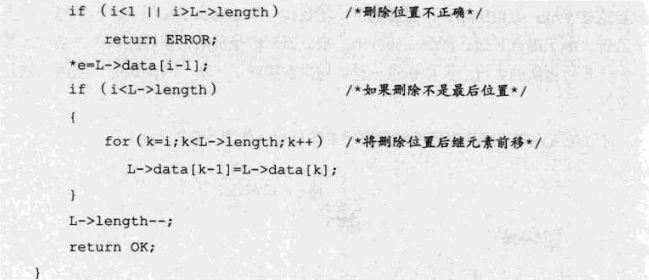 if (i<1 || i>L->length) /*删除位置不正确*/
return ERROR;
*e=L->data[i-1];
if (i<L->length) /*如果删除不是最后位置*/
{
for(k=i;k<L->length;k++) /*将删除位置后继元素前移*/
L->data[k-1]=L->data[k];
}
L->length--;
return OK;
}